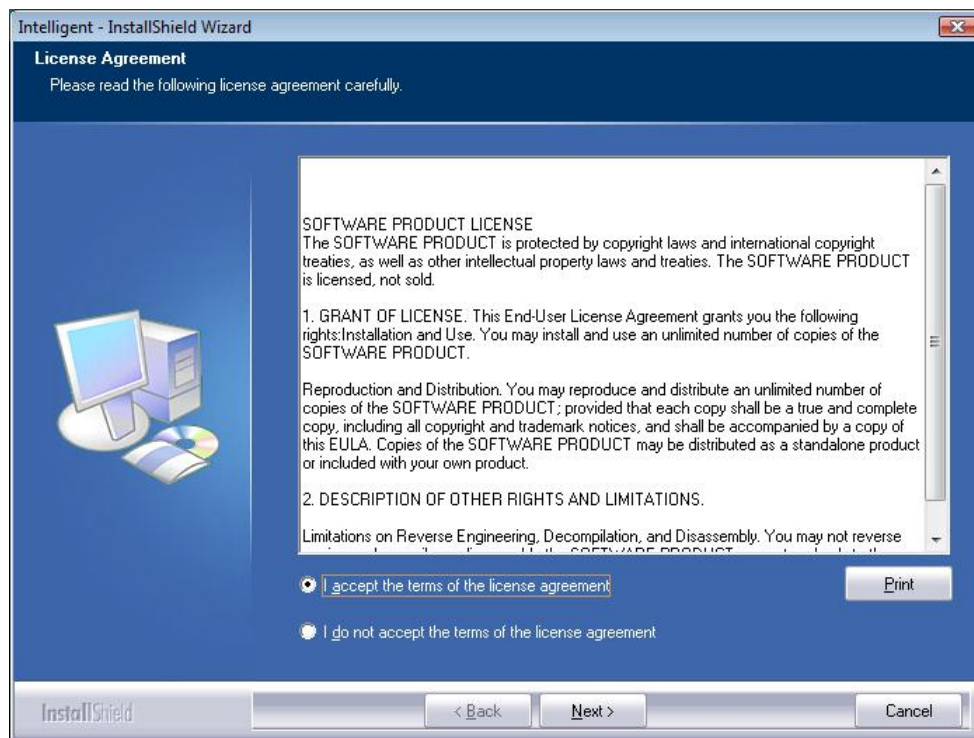 Intelligent - InstallShield Wizard
License Agreement
Please read the following license agreement carefully.
SOFTWARE PRODUCT LICENSE
The SOFTWARE PRODUCT is protected by copyright laws and international copyright
treaties, as well as other intellectual property laws and treaties. The SOFTWARE PRODUCT
is licensed, not sold.
1. GRANT OF LICENSE. This End-User License Agreement grants you the following
rights:Installation and Use. You may install and use an unlimited number of copies of the
SOFTWARE PRODUCT.
Reproduction and Distribution. You may reproduce and distribute an unlimited number of
copies of the SOFTWARE PRODUCT; provided that each copy shall be a true and complete
copy, including all copyright and trademark notices, and shall be accompanied by a copy of
this EULA. Copies of the SOFTWARE PRODUCT may be distributed as a standalone product
or included with your own product.
2. DESCRIPTION OF OTHER RIGHTS AND LIMITATIONS.
Limitations on Reverse Engineering, Decompilation, and Disassembly. You may not reverse
I accept the terms of the license agreement
Print
I do not accept the terms of the license agreement
InstallShield
< Back
Next >
Cancel